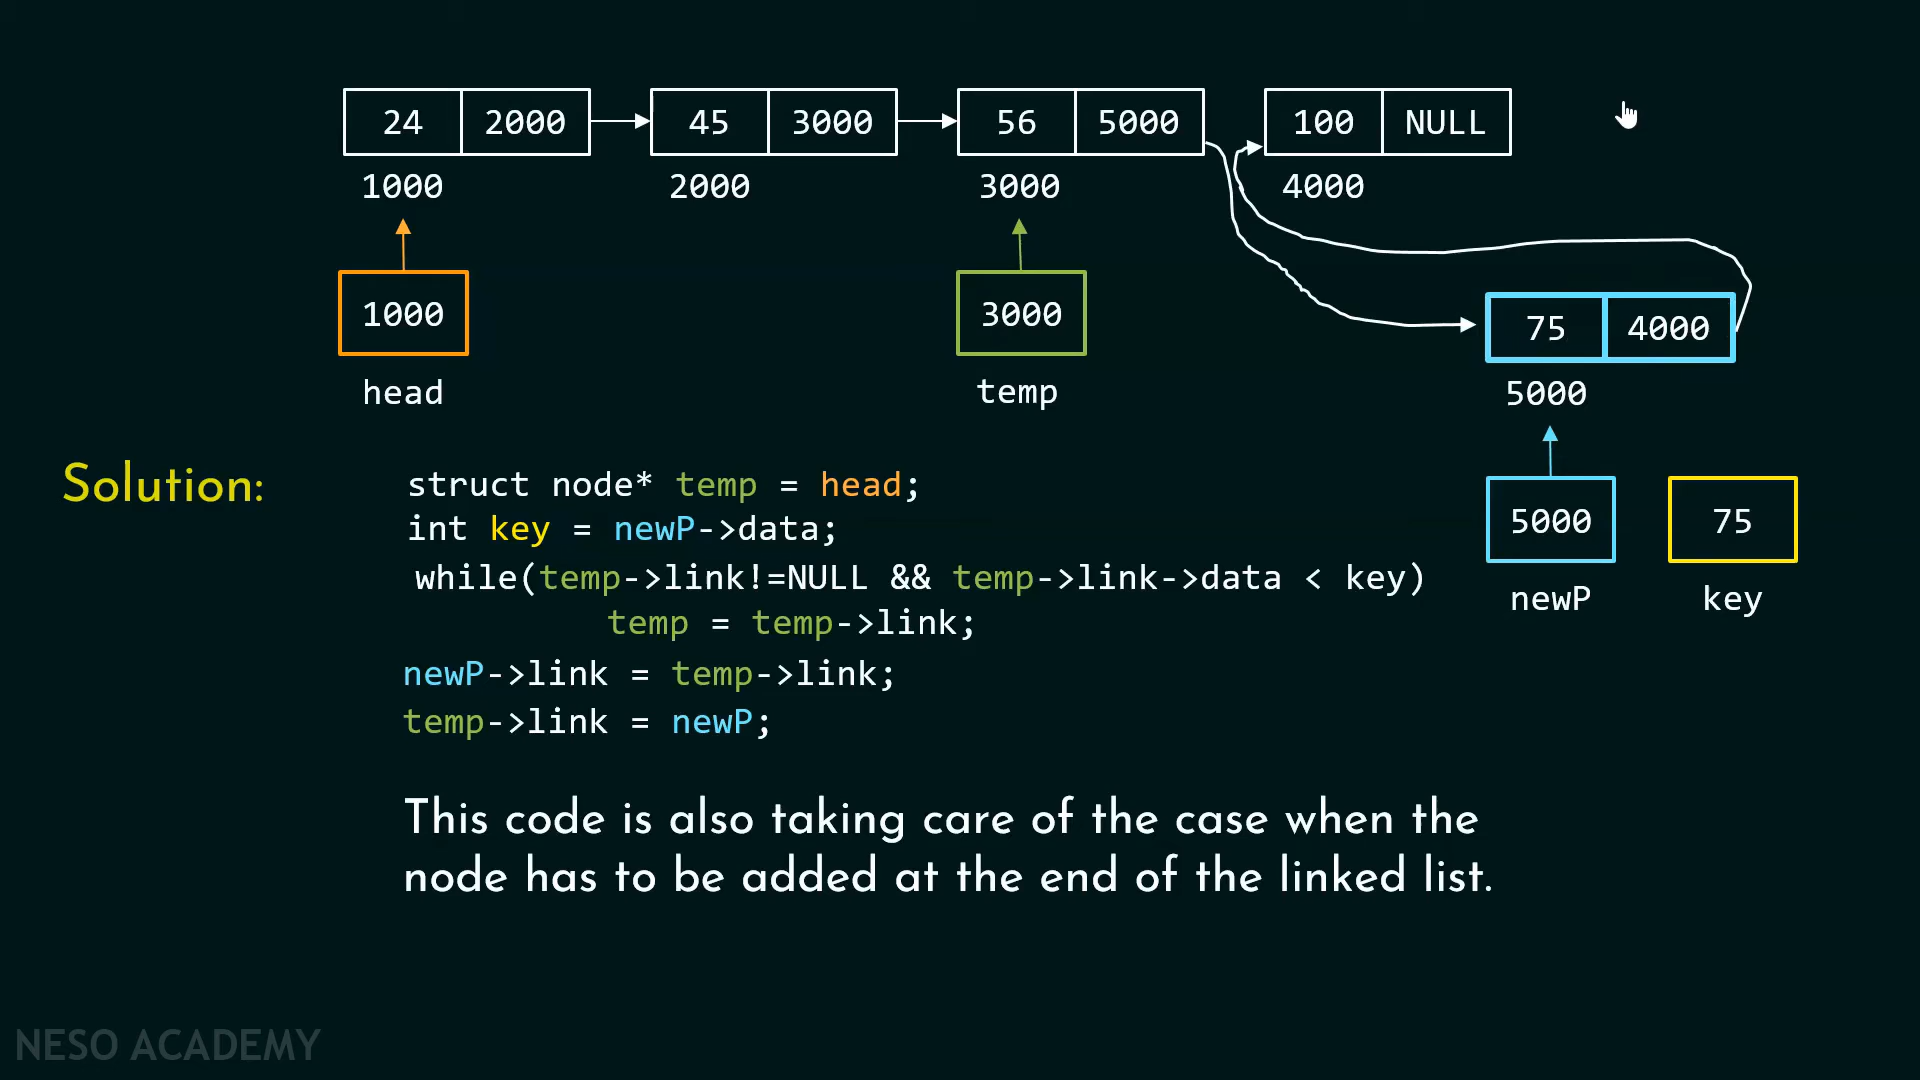 24 2000 45 3000 56 5000 100 NULL
1000 2000 3000 4000
1000 3000 75 4000
head temp 5000
Solution: struct node* temp = head;
int key = newP->data; 5000 75
while(temp->link!=NULL && temp->link->data < key) newP key
temp = temp->link;
newP->link = temp->link;
temp->link = newP;
This code is also taking care of the case when the
node has to be added at the end of the linked list.
NESO ACADEMY